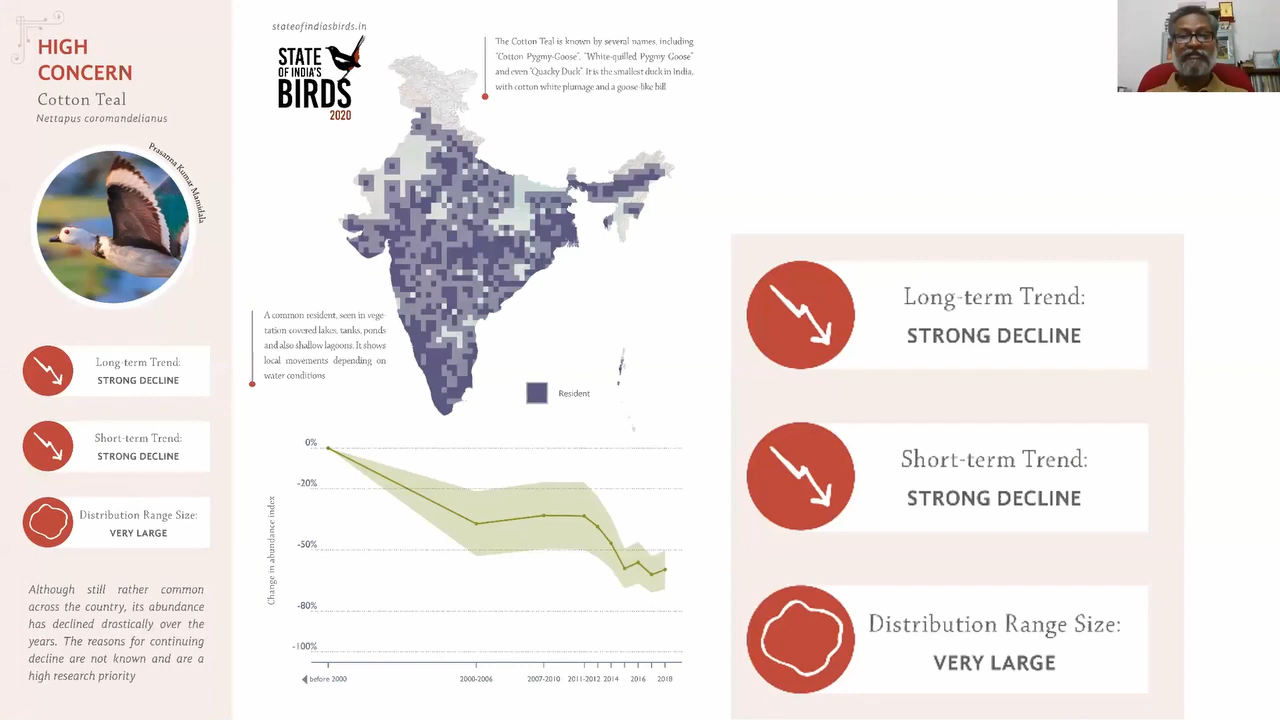 HIGH
CONCERN
Cotton Teal
Nettapus coromandelianus
Prasanna Kumar Mamidala
Long-term Trend:
STRONG DECLINE
Short-term Trend:
STRONG DECLINE
Distribution Range Size:
VERY LARGE
Although still rather common
across the country, its abundance
has declined drastically over the
years. The reasons for continuing
decline are not known and are a
high research priority
stateofindiasbirds.in
STATE
OF INDIA'S
BIRDS
2020
The Cotton Teal is known by several names, including
"Cotton Pygmy-Goose", "White-quilled Pygmy Goose"
and even "Quacky Duck". It is the smallest duck in India,
with cotton white plumage and a goose-like bill
A common resident, seen in vege-
tation-covered lakes, tanks, ponds
and also shallow lagoons. It shows
local movements depending on
water conditions
Resident
0%
-20%
-50%
-80%
-100%
Change in abundance index
before 2000
2000-2006
2007-2010
2011-2012
2014
2016
2018
Long-term Trend:
STRONG DECLINE
Short-term Trend:
STRONG DECLINE
Distribution Range Size:
VERY LARGE